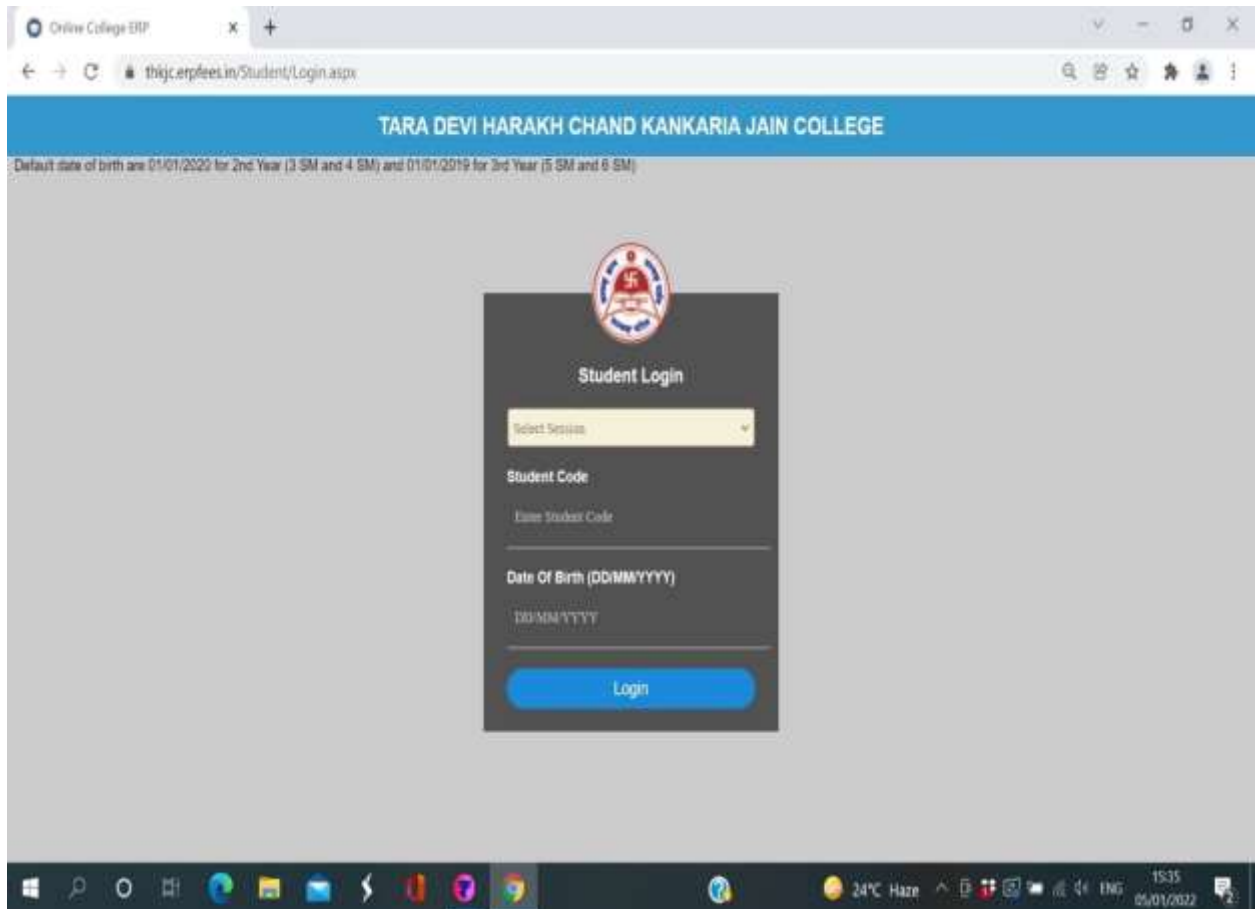 Online College ERP
thkjc.erpfees.in/Student/Login.aspx
TARA DEVI HARAKH CHAND KANKARIA JAIN COLLEGE
Default date of birth are 01/01/2020 for 2nd Year (3 SM and 4 SM) and 01/01/2019 for 3rd Year (5 SM and 6 SM)
Student Login
Select Session
Student Code
Enter Student Code
Date Of Birth (DD/MM/YYYY)
DD/MM/YYYY
Login
24°C Haze
ENG
15:35
05/01/2022
2